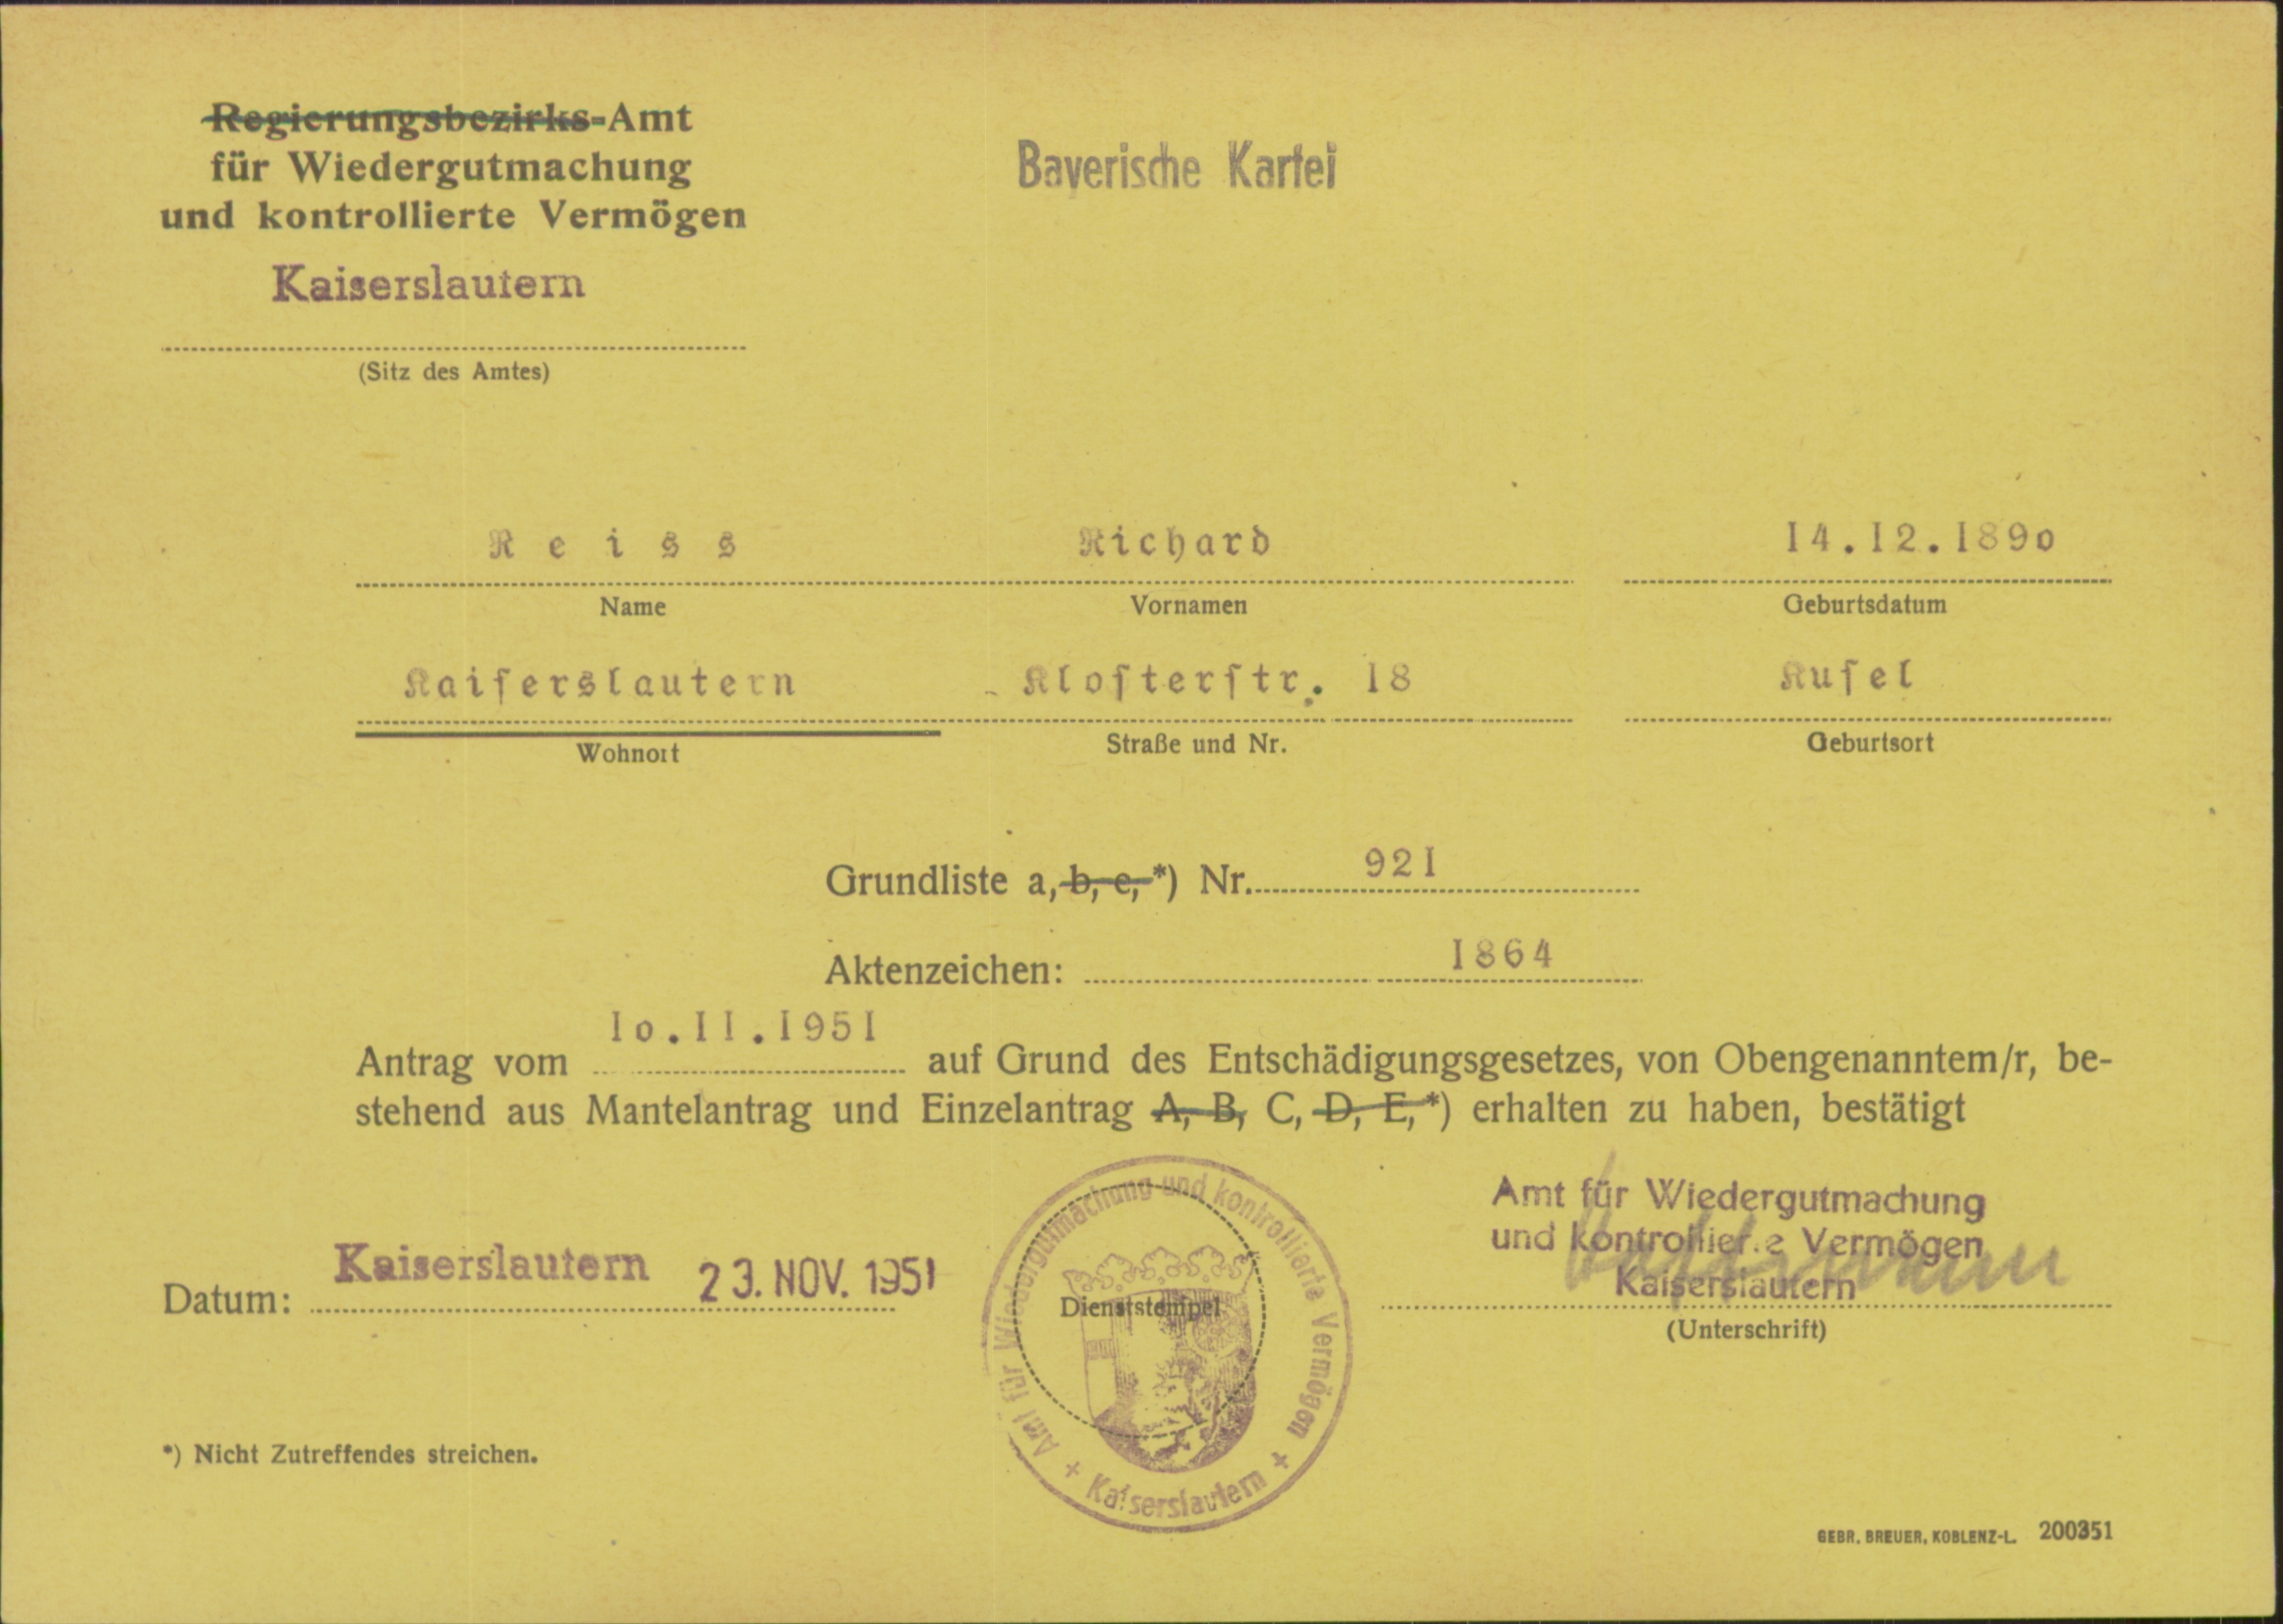 Regierungsbezirks-Amt
für Wiedergutmachung
und kontrollierte Vermögen
Kaiserslautern
(Sitz des Amtes)
Bayerische Kartei
Reiss Richard 14.12.1890
Name Vornamen Geburtsdatum
Kaiserslautern - Klosterstr. 18 Kusel
Wohnort Straße und Nr. Geburtsort
Grundliste a, b, c, *) Nr. 921
Aktenzeichen: 1864
Antrag vom 10.11.1951 auf Grund des Entschädigungsgesetzes, von Obengenanntem/r, be-
stehend aus Mantelantrag und Einzelantrag A, B, C, D, E, *) erhalten zu haben, bestätigt
Amt für Wiedergutmachung
und kontrollierte Vermögen
Kaiserslautern
Datum: Kaiserslautern 23. NOV. 1951
Dienststempel
Amt für Wiedergutmachung und kontrollierte Vermögen
+ Kaiserslautern +
(Unterschrift)
*) Nicht Zutreffendes streichen.
GEBR. BREUER, KOBLENZ-L. 200351